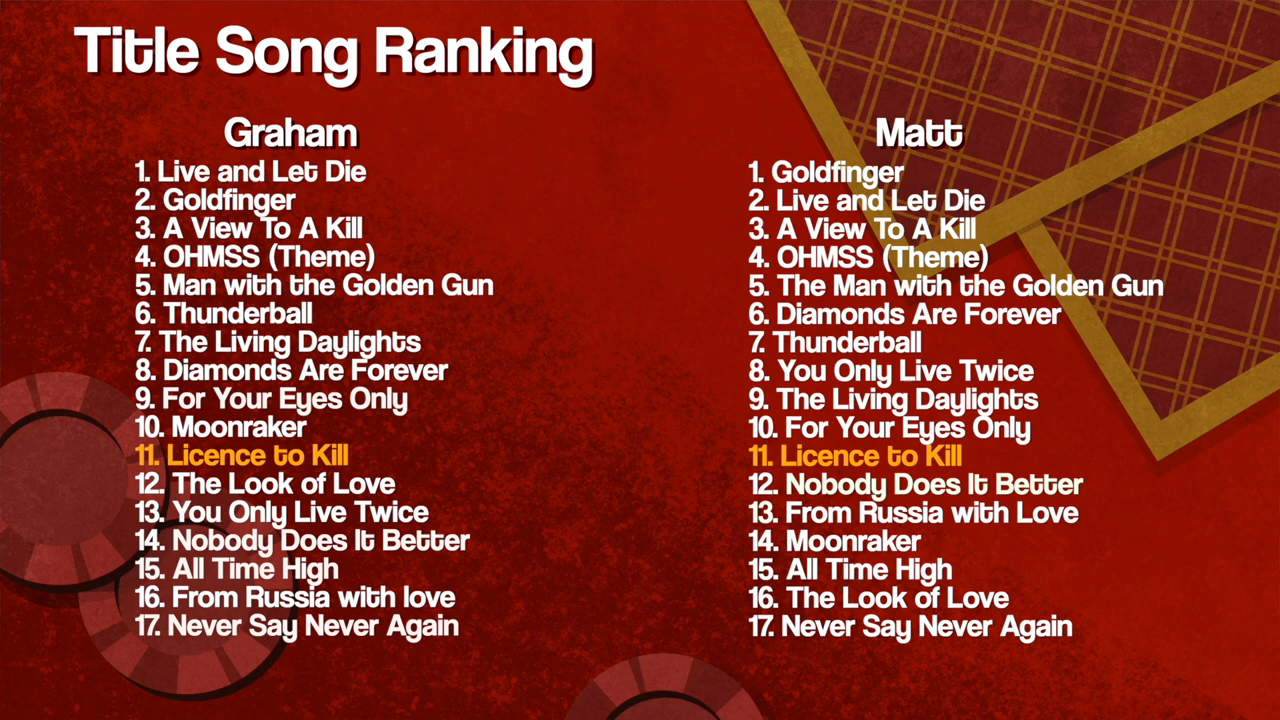 Title Song Ranking
Graham
1. Live and Let Die
2. Goldfinger
3. A View To A Kill
4. OHMSS (Theme)
5. Man with the Golden Gun
6. Thunderball
7. The Living Daylights
8. Diamonds Are Forever
9. For Your Eyes Only
10. Moonraker
11. Licence to Kill
12. The Look of Love
13. You Only Live Twice
14. Nobody Does It Better
15. All Time High
16. From Russia with love
17. Never Say Never Again
Matt
1. Goldfinger
2. Live and Let Die
3. A View To A Kill
4. OHMSS (Theme)
5. The Man with the Golden Gun
6. Diamonds Are Forever
7. Thunderball
8. You Only Live Twice
9. The Living Daylights
10. For Your Eyes Only
11. Licence to Kill
12. Nobody Does It Better
13. From Russia with Love
14. Moonraker
15. All Time High
16. The Look of Love
17. Never Say Never Again